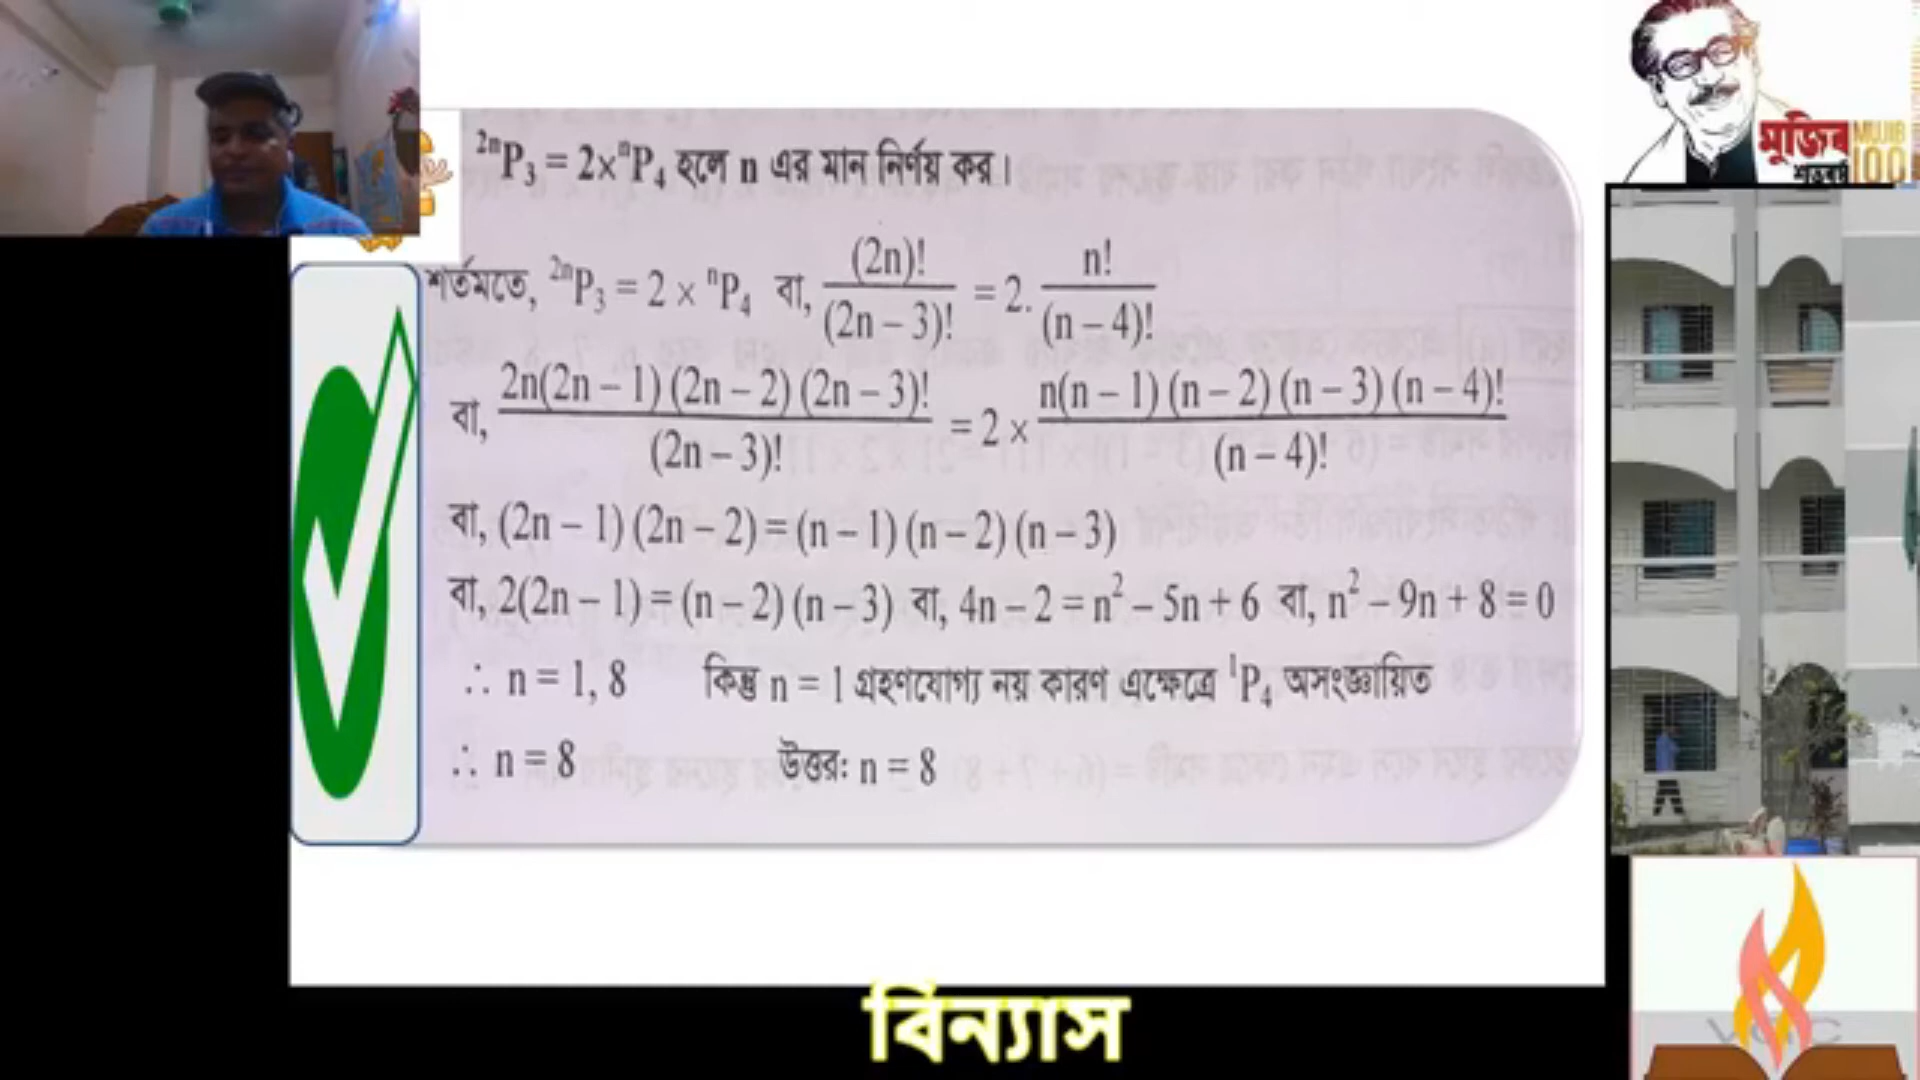 ²ⁿP₃ = 2×ⁿP₄ হলে n এর মান নির্ণয় কর।
শর্তমতে, ²ⁿP₃ = 2 × ⁿP₄ বা, (2n)!/(2n – 3)! = 2. n!/(n – 4)!
বা, 2n(2n – 1) (2n – 2) (2n – 3)!/(2n – 3)! = 2 × n(n – 1) (n – 2) (n – 3) (n – 4)!/(n – 4)!
বা, (2n – 1) (2n – 2) = (n – 1) (n – 2) (n – 3)
বা, 2(2n – 1) = (n – 2) (n – 3) বা, 4n – 2 = n² – 5n + 6 বা, n² – 9n + 8 = 0
∴ n = 1, 8 কিন্তু n = 1 গ্রহণযোগ্য নয় কারণ এক্ষেত্রে ¹P₄ অসংজ্ঞায়িত
∴ n = 8 উত্তরঃ n = 8
মুজিব MUJIB
শতবর্ষ 100
বিন্যাস